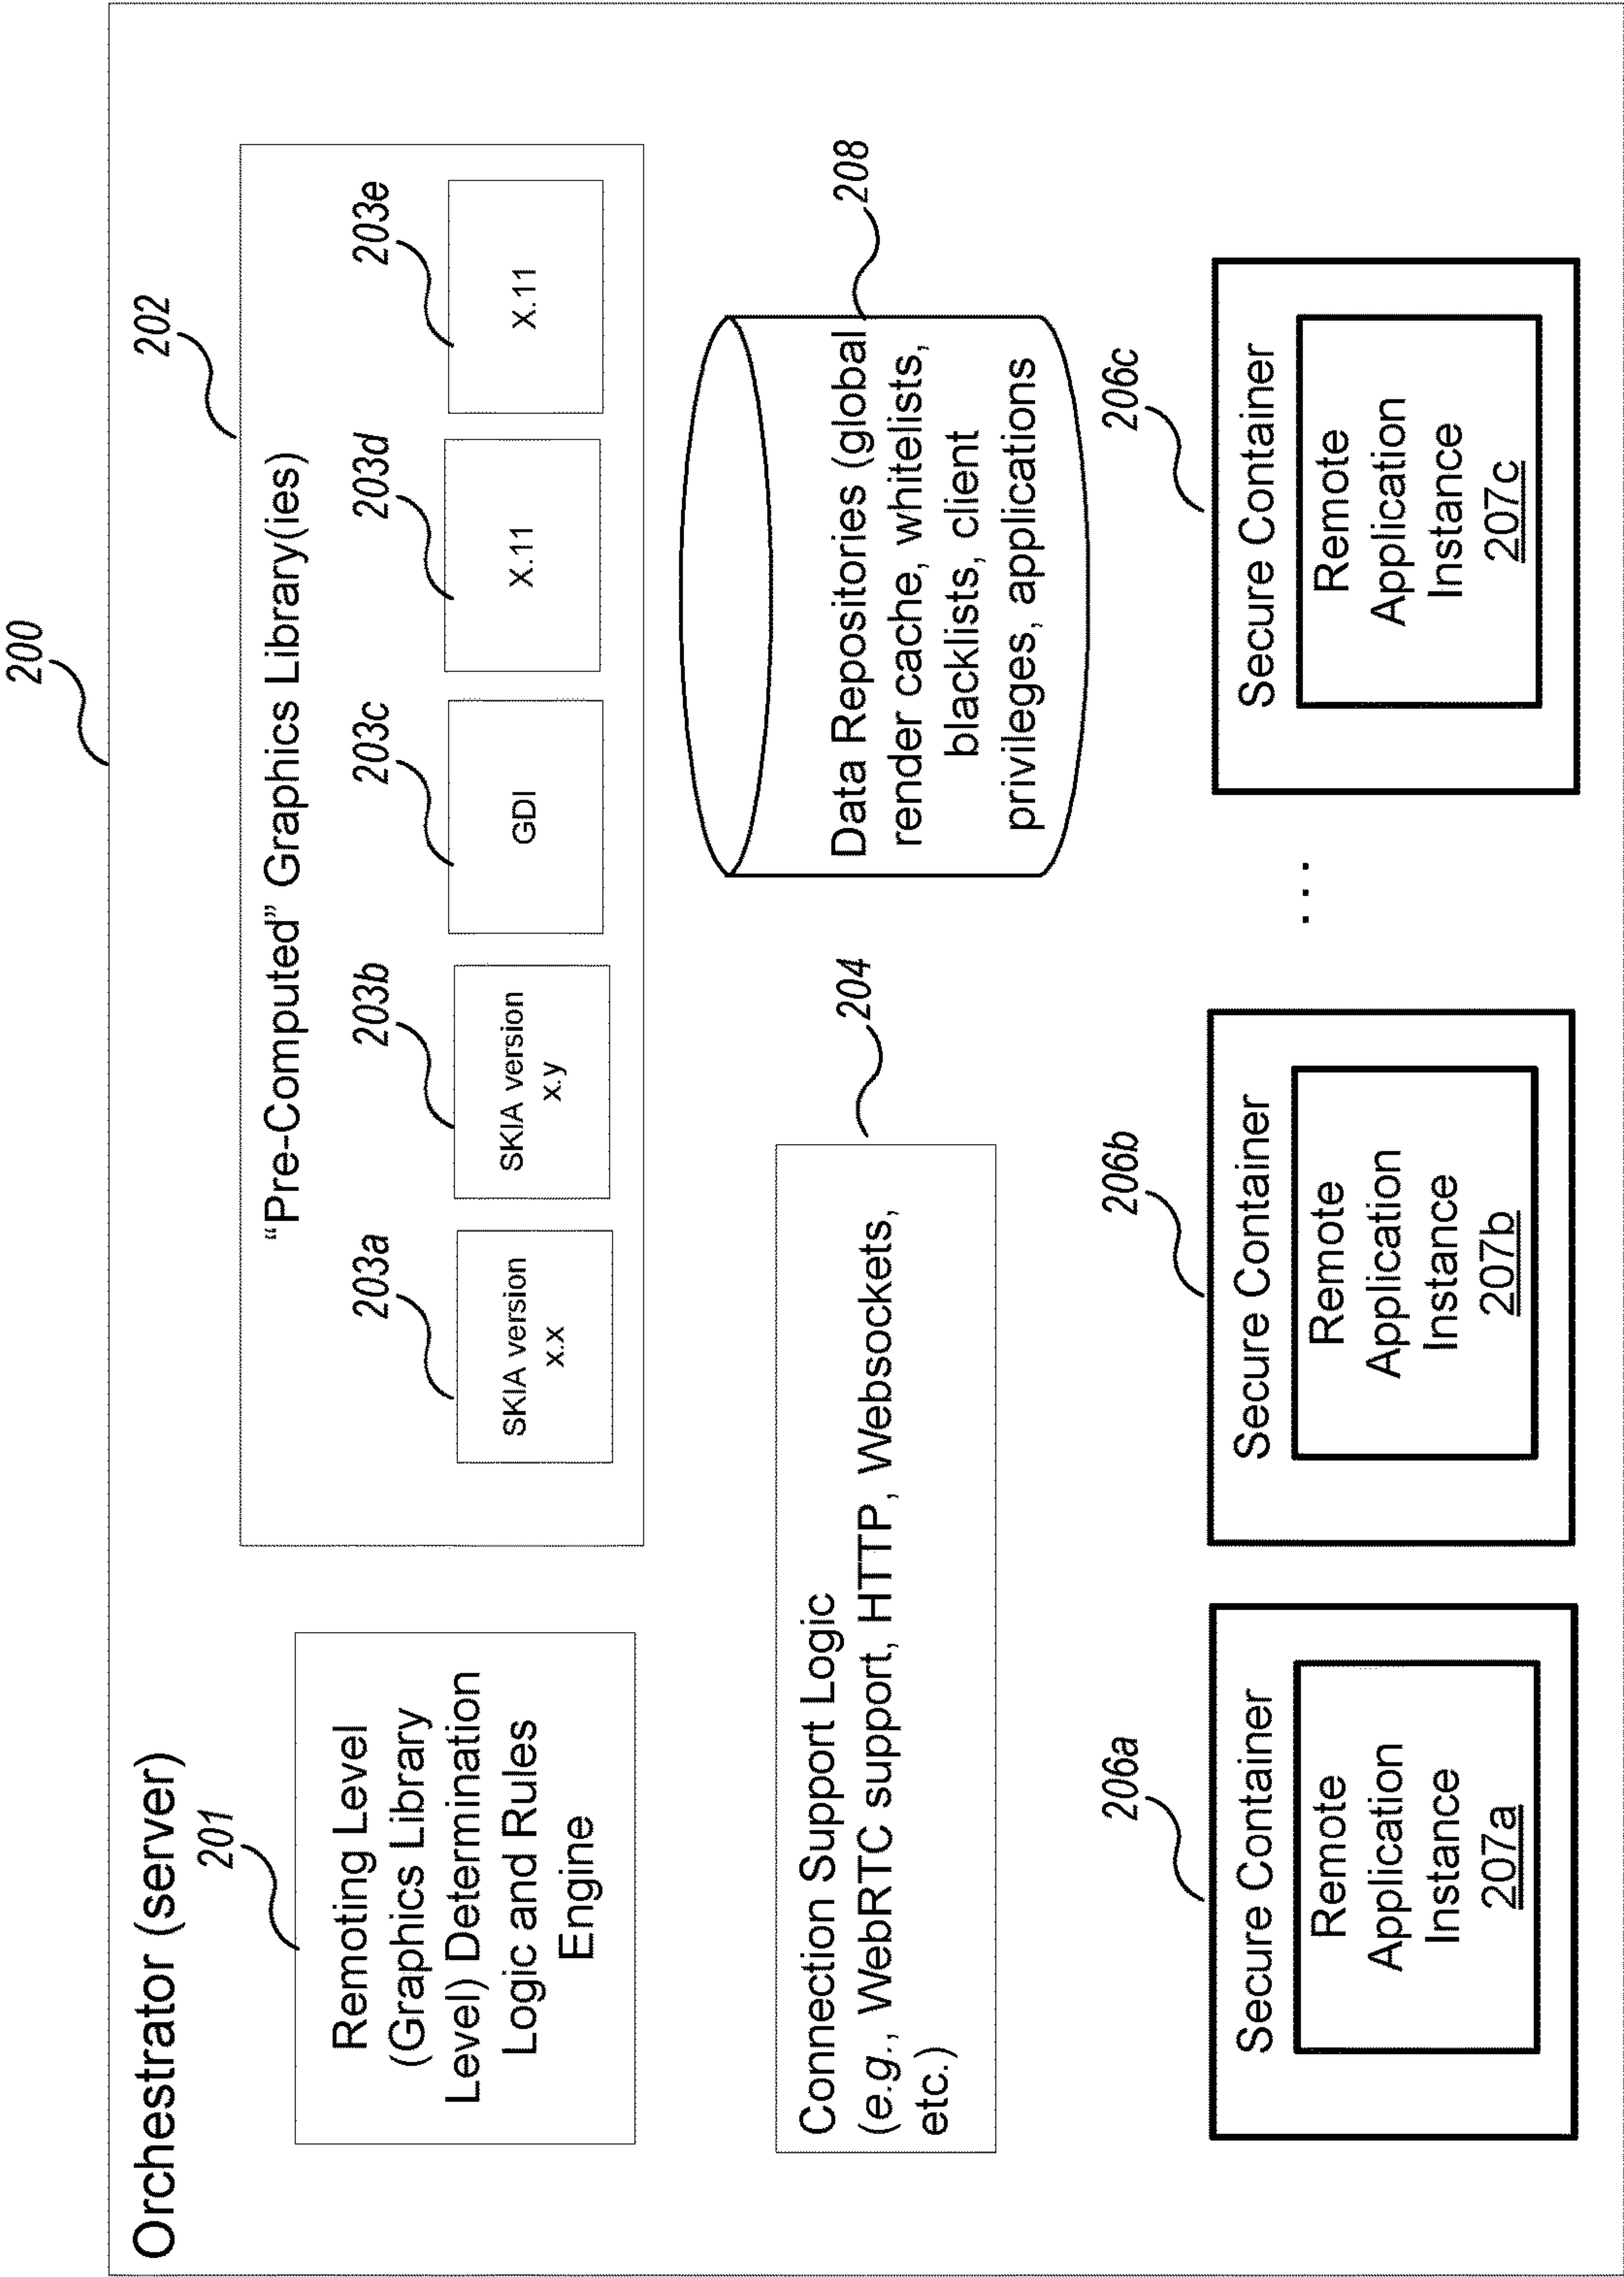 200
Orchestrator (server)
201
Remoting Level
(Graphics Library
Level) Determination
Logic and Rules
Engine
202
“Pre-Computed” Graphics Library(ies)
203a
SKIA version
x.x
203b
SKIA version
x.y
203c
GDI
203d
X.11
203e
X.11
204
Connection Support Logic
(e.g., WebRTC support, HTTP, Websockets,
etc.)
208
Data Repositories (global
render cache, whitelists,
blacklists, client
privileges, applications
206a
Secure Container
Remote
Application
Instance
207a
206b
Secure Container
Remote
Application
Instance
207b
. . .
206c
Secure Container
Remote
Application
Instance
207c